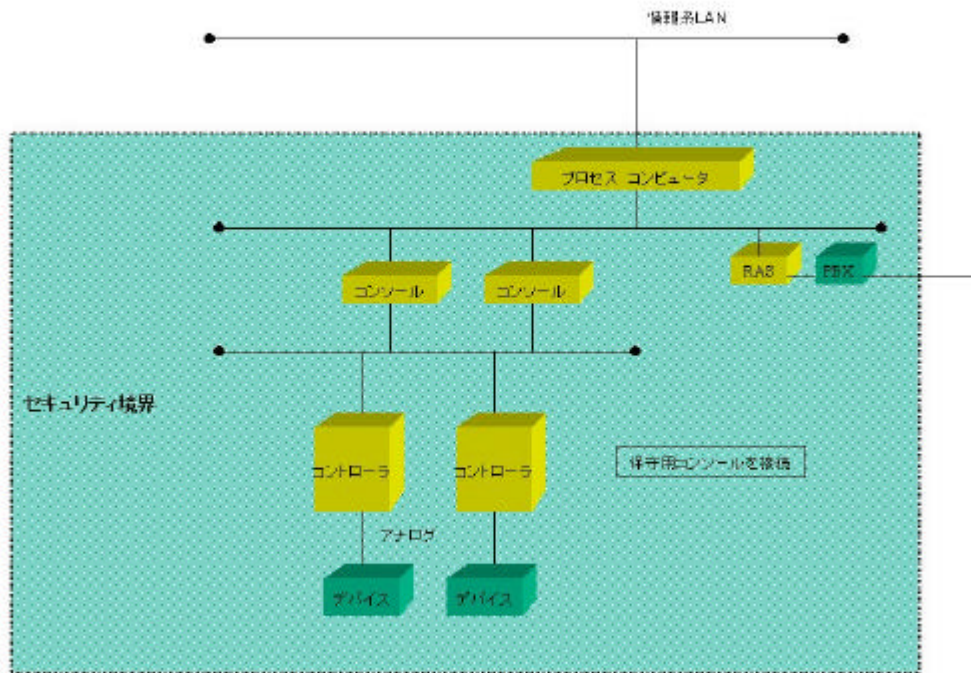 情報系LAN
プロセス コンピュータ
RAS
PBX
コンソール
コンソール
セキュリティ境界
コントローラ
コントローラ
保守用コンソールを接続
アナログ
デバイス
デバイス